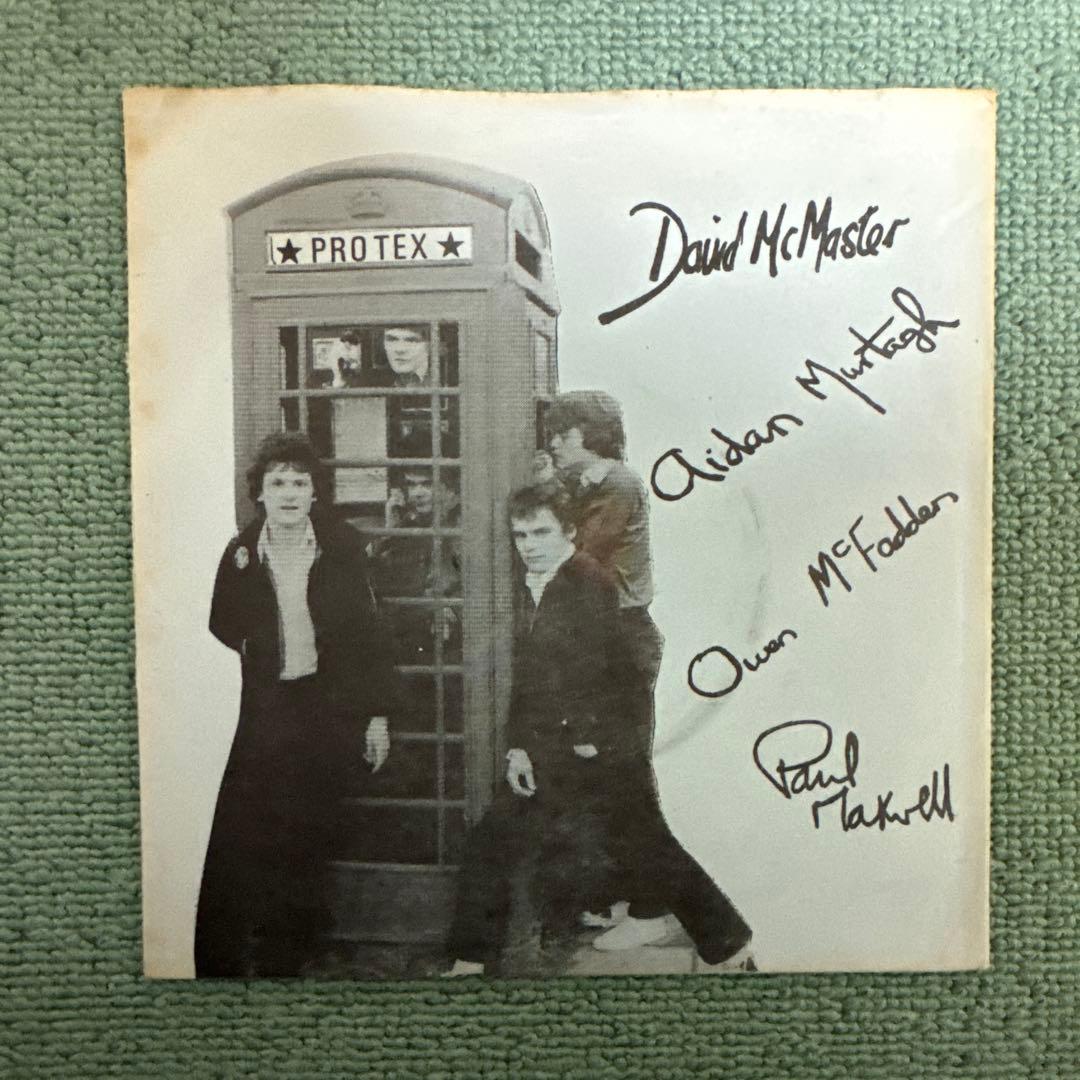 ★ PROTEX ★
David McMaster
Aidan Murtagh
Owen McFadden
Paul
Maxwell